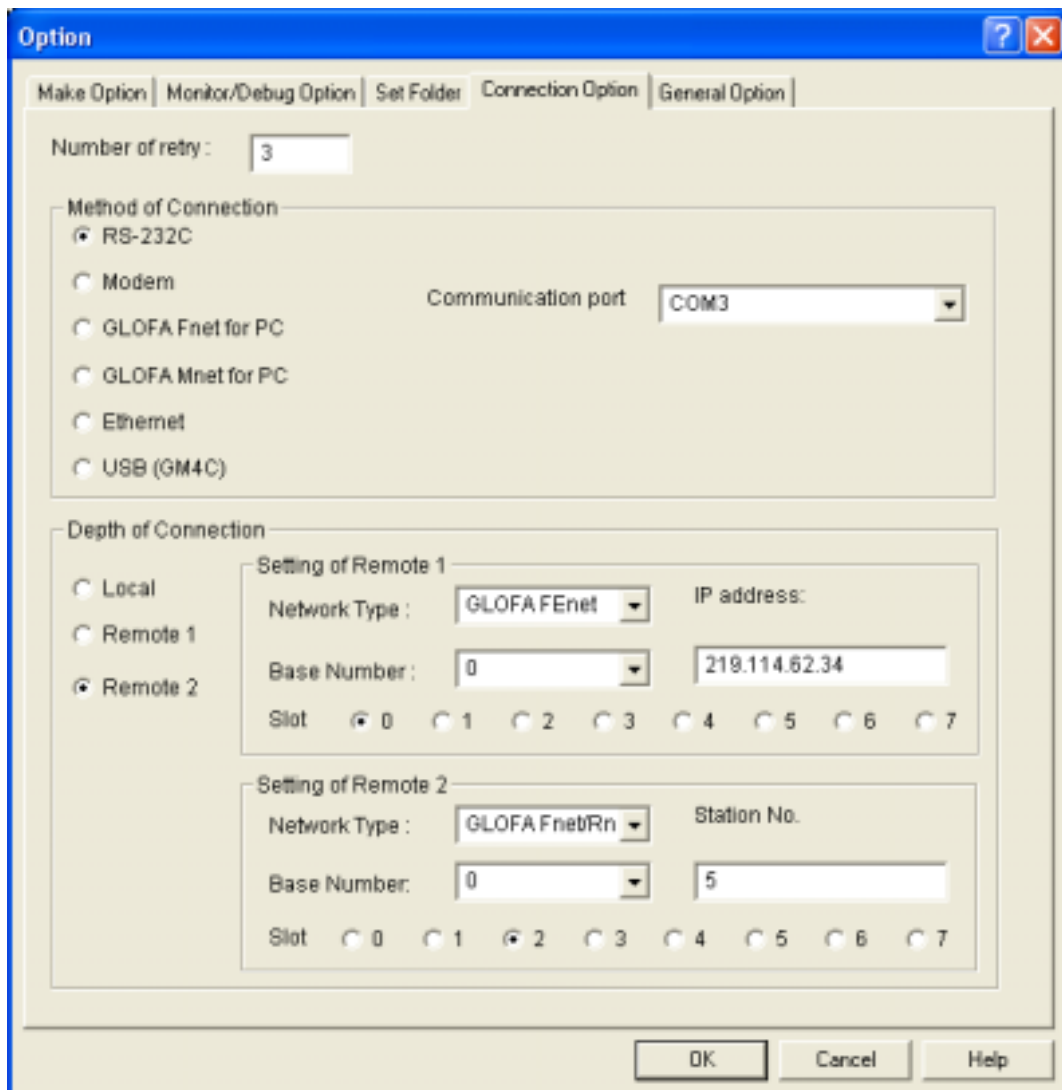 Option
Make Option Monitor/Debug Option Set Folder Connection Option General Option
Number of retry : 3
Method of Connection
RS-232C
Modem
Communication port COM3
GLOFA Fnet for PC
GLOFA Mnet for PC
Ethernet
USB (GM4C)
Depth of Connection
Local
Remote 1
Remote 2
Setting of Remote 1
Network Type : GLOFA FEnet IP address:
Base Number : 0 219.114.62.34
Slot 0 1 2 3 4 5 6 7
Setting of Remote 2
Network Type : GLOFA Fnet/Rn Station No.
Base Number: 0 5
Slot 0 1 2 3 4 5 6 7
OK Cancel Help